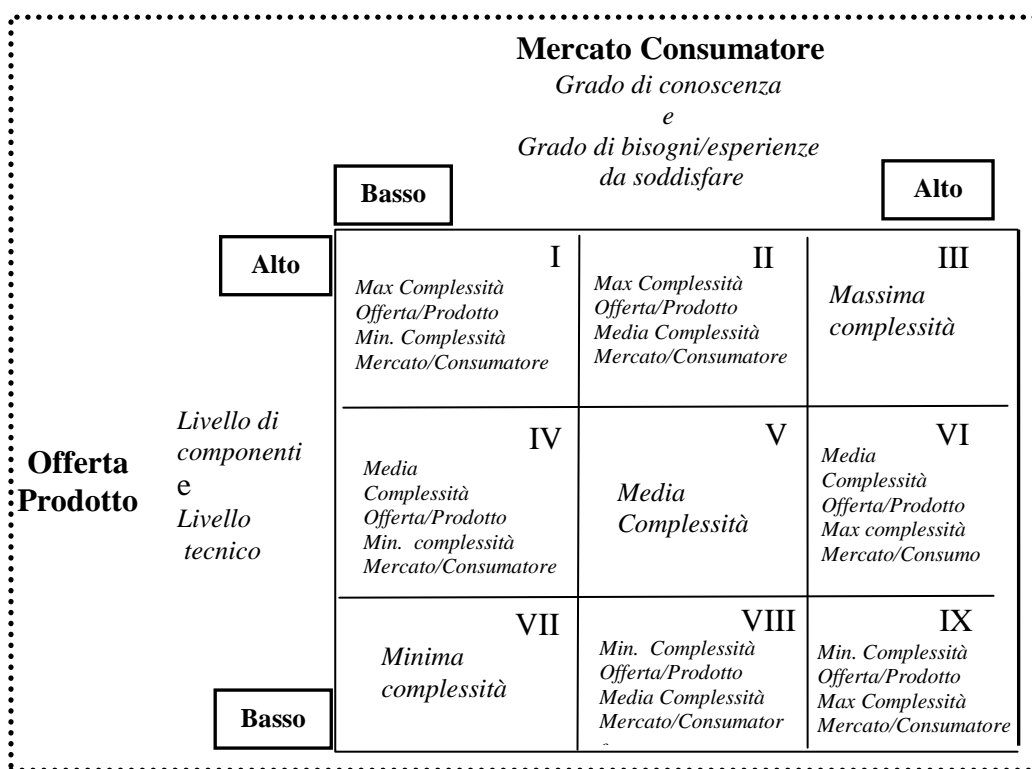 Mercato Consumatore
Grado di conoscenza
e
Grado di bisogni/esperienze
da soddisfare
Basso
Alto
Alto
I
Max Complessità
Offerta/Prodotto
Min. Complessità
Mercato/Consumatore
II
Max Complessità
Offerta/Prodotto
Media Complessità
Mercato/Consumatore
III
Massima
complessità
Offerta
Prodotto
Livello di
componenti
e
Livello
tecnico
IV
Media
Complessità
Offerta/Prodotto
Min. complessità
Mercato/Consumatore
V
Media
Complessità
VI
Media
Complessità
Offerta/Prodotto
Max complessità
Mercato/Consumo
Basso
VII
Minima
complessità
VIII
Min. Complessità
Offerta/Prodotto
Media Complessità
Mercato/Consumator
IX
Min. Complessità
Offerta/Prodotto
Max Complessità
Mercato/Consumatore